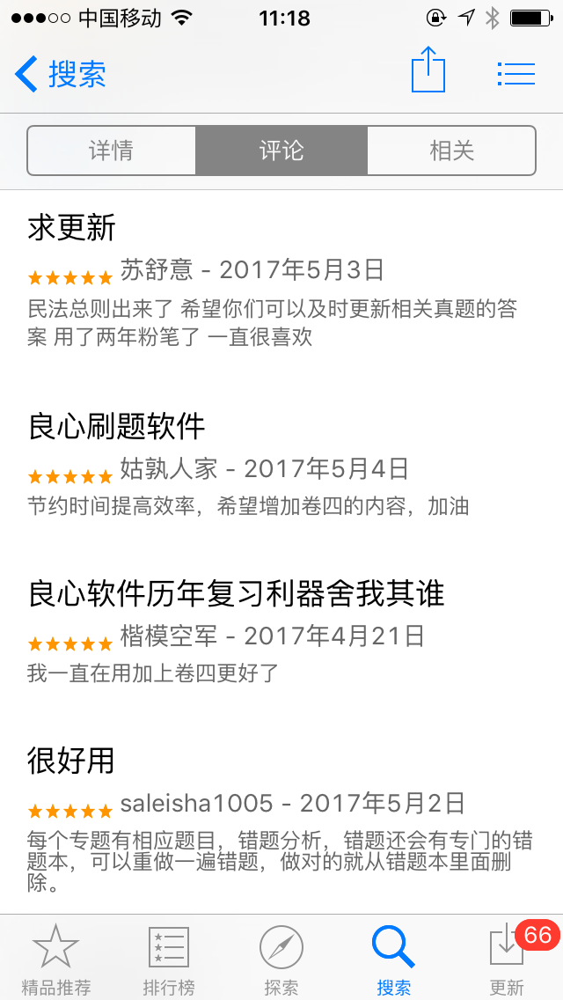 中国移动 11:18
搜索
详情 评论 相关
求更新
苏舒意 - 2017年5月3日
民法总则出来了 希望你们可以及时更新相关真题的答
案 用了两年粉笔了 一直很喜欢
良心刷题软件
姑孰人家 - 2017年5月4日
节约时间提高效率，希望增加卷四的内容，加油
良心软件历年复习利器舍我其谁
楷模空军 - 2017年4月21日
我一直在用加上卷四更好了
很好用
saleisha1005 - 2017年5月2日
每个专题有相应题目，错题分析，错题还会有专门的错
题本，可以重做一遍错题，做对的就从错题本里面删
除。
66
精品推荐 排行榜 探索 搜索 更新